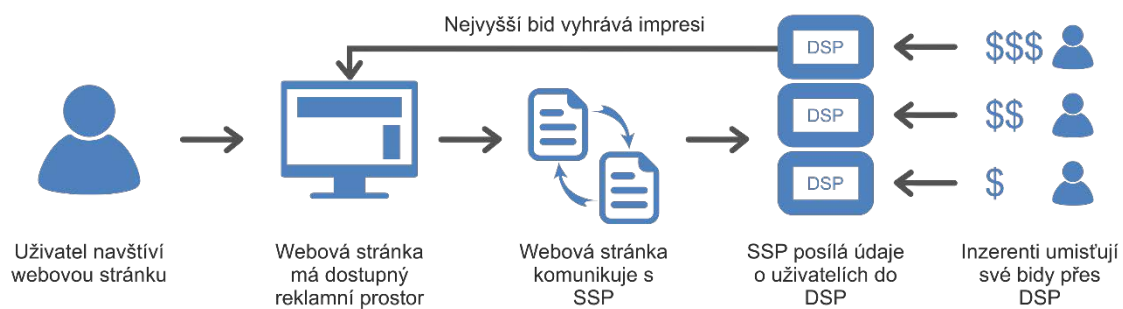 Nejvyšší bid vyhrává impresi
DSP
$$$
DSP
$$
DSP
$
Uživatel navštíví
webovou stránku
Webová stránka
má dostupný
reklamní prostor
Webová stránka
komunikuje s
SSP
SSP posílá údaje
o uživatelích do
DSP
Inzerenti umisťují
své bidy přes
DSP